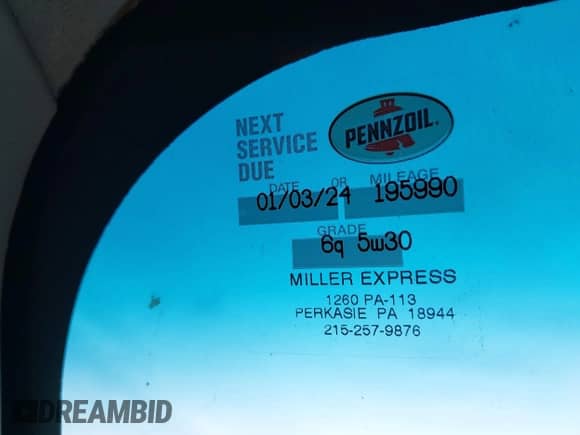 NEXT
SERVICE
DUE
PENNZOIL®
DATE OR MILEAGE
01/03/24 195990
GRADE
6q 5w30
MILLER EXPRESS
1260 PA-113
PERKASIE PA 18944
215-257-9876
DREAMBID